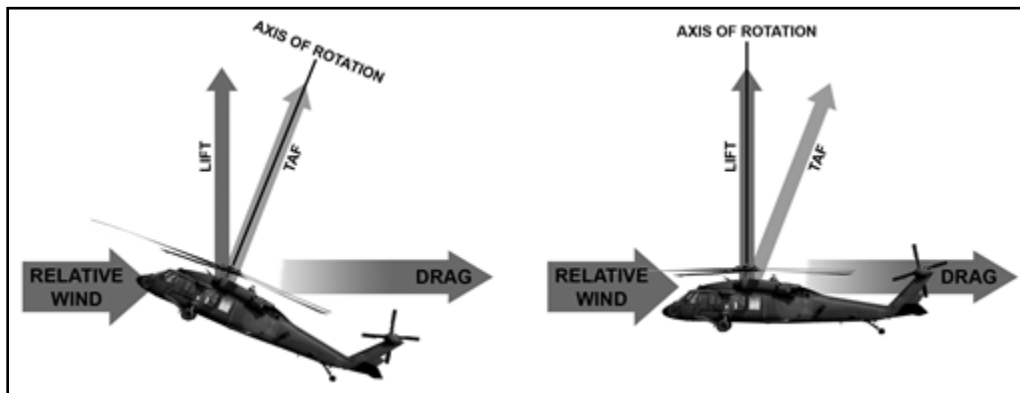 AXIS OF ROTATION
LIFT
TAF
RELATIVE
WIND
DRAG
AXIS OF ROTATION
LIFT
TAF
RELATIVE
WIND
DRAG